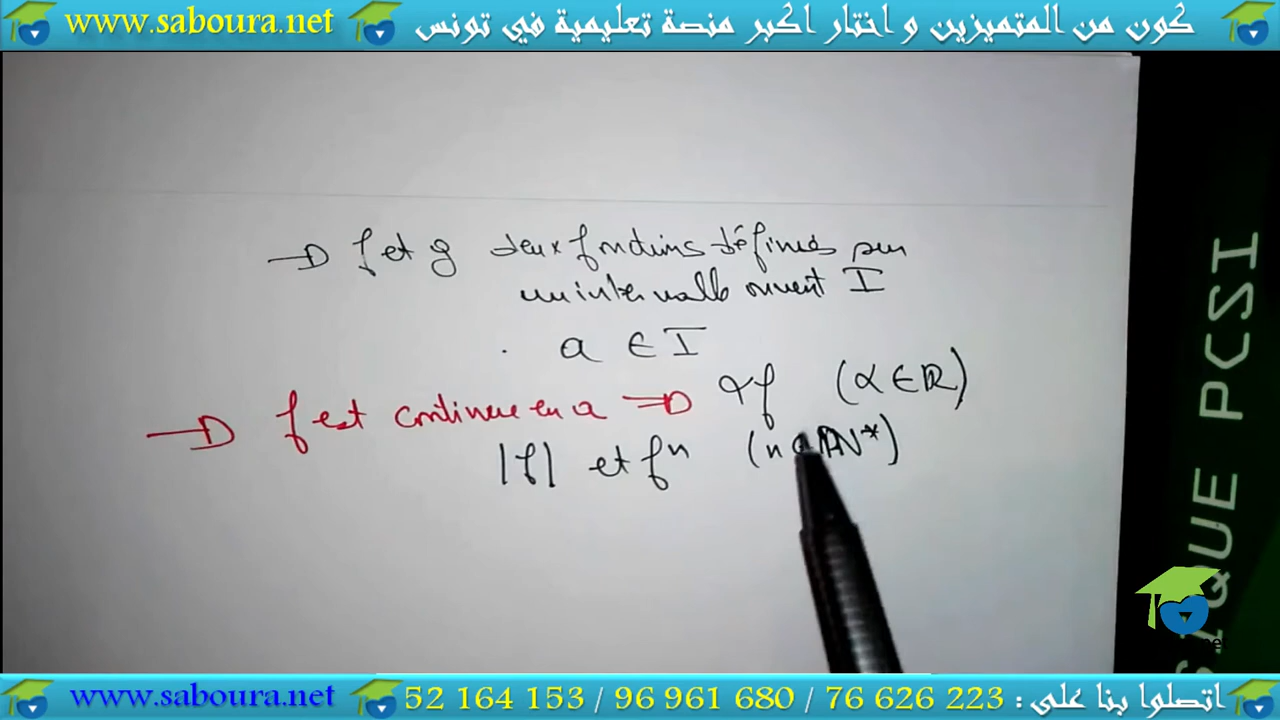 www.saboura.net كون من المتميزين و اختار اكبر منصة تعليمية في تونس
→ f et g deux fonctions définies sur
un intervalle ouvert I
a ∈ I
→ f est continue en a ⇒ αf (α ∈ ℝ)
|f| et fⁿ (n ∈ ℕ*)
SIQUE PCSI
www.saboura.net 52 164 153 / 96 961 680 / 76 626 223 : اتصلوا بنا على